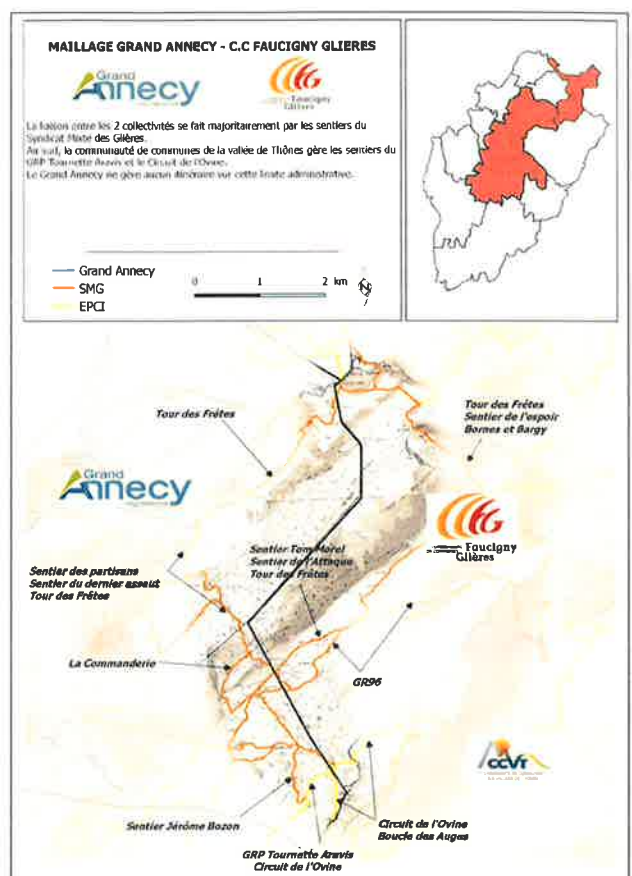 MAILLAGE GRAND ANNECY - C.C FAUCIGNY GLIERES
Grand
Annecy
Faucigny
Glières
La liaison entre les 2 collectivités se fait majoritairement par les sentiers du
Syndicat Mixte des Glières.
Au sud, la communauté de communes de la vallée de Thônes gère les sentiers du
GRP Tournette Aravis et le Circuit de l'Ovine.
Le Grand Annecy ne gère aucun itinéraire sur cette limite administrative.
Grand Annecy
SMG
EPCI
0 1 2 km
N
Tour des Frêtes
Tour des Frêtes
Sentier de l'espoir
Bornes et Bargy
Grand
Annecy
Faucigny
Glières
Sentier Tom Morel
Sentier de l'Attaque
Tour des Frêtes
Sentier des partisans
Sentier du dernier assaut
Tour des Frêtes
La Commanderie
GR96
ccVT
Sentier Jérôme Bozon
Circuit de l'Ovine
Boucle des Auges
GRP Tournette Aravis
Circuit de l'Ovine